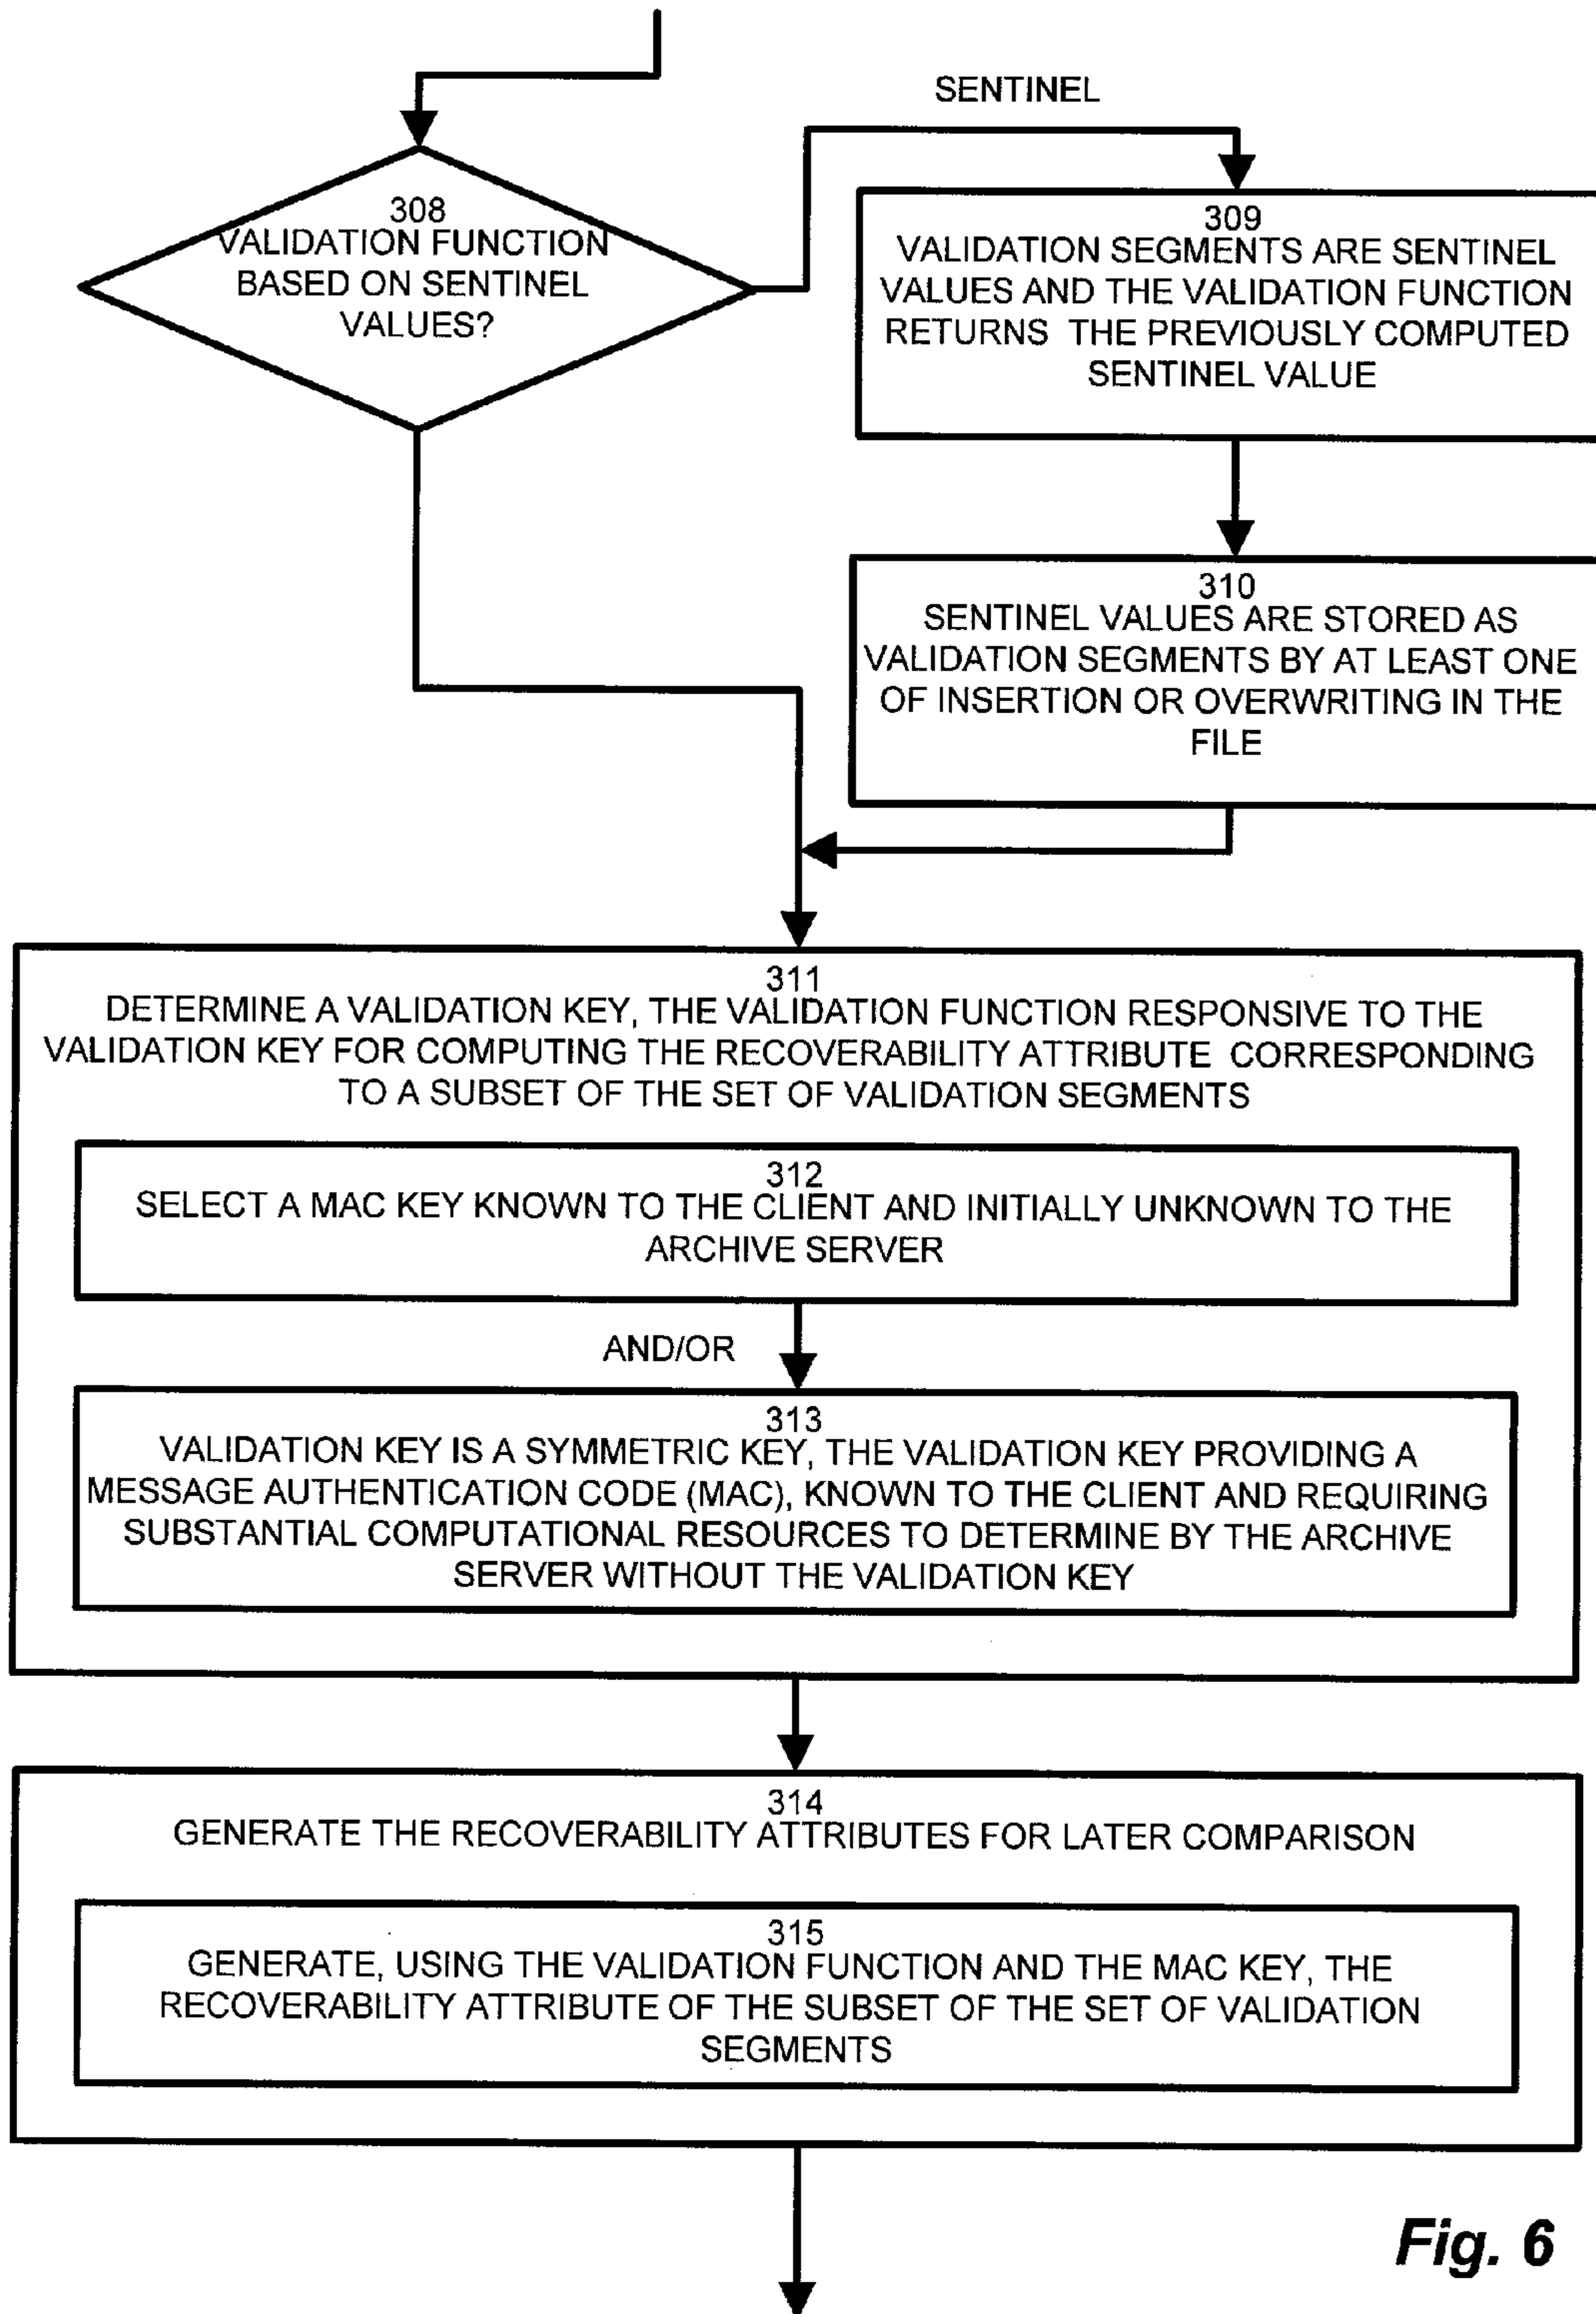 SENTINEL
308
VALIDATION FUNCTION
BASED ON SENTINEL
VALUES?
309
VALIDATION SEGMENTS ARE SENTINEL
VALUES AND THE VALIDATION FUNCTION
RETURNS THE PREVIOUSLY COMPUTED
SENTINEL VALUE
310
SENTINEL VALUES ARE STORED AS
VALIDATION SEGMENTS BY AT LEAST ONE
OF INSERTION OR OVERWRITING IN THE
FILE
311
DETERMINE A VALIDATION KEY, THE VALIDATION FUNCTION RESPONSIVE TO THE
VALIDATION KEY FOR COMPUTING THE RECOVERABILITY ATTRIBUTE CORRESPONDING
TO A SUBSET OF THE SET OF VALIDATION SEGMENTS
312
SELECT A MAC KEY KNOWN TO THE CLIENT AND INITIALLY UNKNOWN TO THE
ARCHIVE SERVER
AND/OR
313
VALIDATION KEY IS A SYMMETRIC KEY, THE VALIDATION KEY PROVIDING A
MESSAGE AUTHENTICATION CODE (MAC), KNOWN TO THE CLIENT AND REQUIRING
SUBSTANTIAL COMPUTATIONAL RESOURCES TO DETERMINE BY THE ARCHIVE
SERVER WITHOUT THE VALIDATION KEY
314
GENERATE THE RECOVERABILITY ATTRIBUTES FOR LATER COMPARISON
315
GENERATE, USING THE VALIDATION FUNCTION AND THE MAC KEY, THE
RECOVERABILITY ATTRIBUTE OF THE SUBSET OF THE SET OF VALIDATION
SEGMENTS
Fig. 6